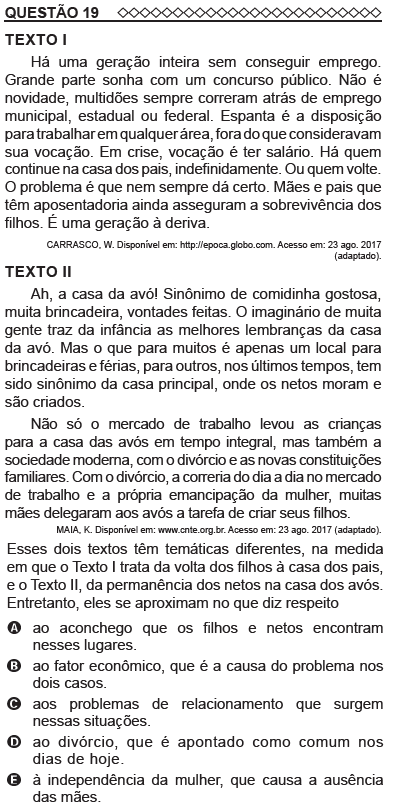 QUESTÃO 19
TEXTO I
Há uma geração inteira sem conseguir emprego.
Grande parte sonha com um concurso público. Não é
novidade, multidões sempre correram atrás de emprego
municipal, estadual ou federal. Espanta é a disposição
para trabalhar em qualquer área, fora do que consideravam
sua vocação. Em crise, vocação é ter salário. Há quem
continue na casa dos pais, indefinidamente. Ou quem volte.
O problema é que nem sempre dá certo. Mães e pais que
têm aposentadoria ainda asseguram a sobrevivência dos
filhos. É uma geração à deriva.
CARRASCO, W. Disponível em: http://epoca.globo.com. Acesso em: 23 ago. 2017
(adaptado).
TEXTO II
Ah, a casa da avó! Sinônimo de comidinha gostosa,
muita brincadeira, vontades feitas. O imaginário de muita
gente traz da infância as melhores lembranças da casa
da avó. Mas o que para muitos é apenas um local para
brincadeiras e férias, para outros, nos últimos tempos, tem
sido sinônimo da casa principal, onde os netos moram e
são criados.
Não só o mercado de trabalho levou as crianças
para a casa das avós em tempo integral, mas também a
sociedade moderna, com o divórcio e as novas constituições
familiares. Com o divórcio, a correria do dia a dia no mercado
de trabalho e a própria emancipação da mulher, muitas
mães delegaram aos avós a tarefa de criar seus filhos.
MAIA, K. Disponível em: www.cnte.org.br. Acesso em: 23 ago. 2017 (adaptado).
Esses dois textos têm temáticas diferentes, na medida
em que o Texto I trata da volta dos filhos à casa dos pais,
e o Texto II, da permanência dos netos na casa dos avós.
Entretanto, eles se aproximam no que diz respeito
A ao aconchego que os filhos e netos encontram
nesses lugares.
B ao fator econômico, que é a causa do problema nos
dois casos.
C aos problemas de relacionamento que surgem
nessas situações.
D ao divórcio, que é apontado como comum nos
dias de hoje.
E à independência da mulher, que causa a ausência
das mães.